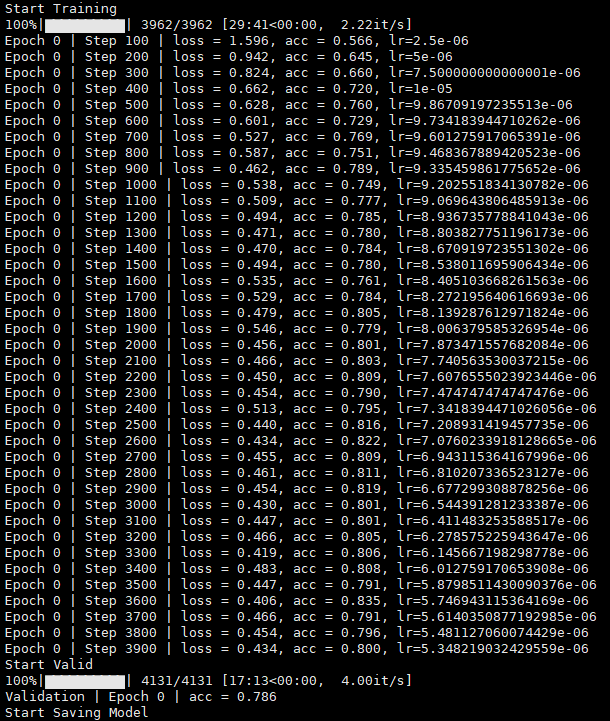 Start Training
100%|██████████| 3962/3962 [29:41<00:00,  2.22it/s]
Epoch 0 | Step 100 | loss = 1.596, acc = 0.566, lr=2.5e-06
Epoch 0 | Step 200 | loss = 0.942, acc = 0.645, lr=5e-06
Epoch 0 | Step 300 | loss = 0.824, acc = 0.660, lr=7.500000000000001e-06
Epoch 0 | Step 400 | loss = 0.662, acc = 0.720, lr=1e-05
Epoch 0 | Step 500 | loss = 0.628, acc = 0.760, lr=9.86709197235513e-06
Epoch 0 | Step 600 | loss = 0.601, acc = 0.729, lr=9.734183944710262e-06
Epoch 0 | Step 700 | loss = 0.527, acc = 0.769, lr=9.601275917065391e-06
Epoch 0 | Step 800 | loss = 0.587, acc = 0.751, lr=9.468367889420523e-06
Epoch 0 | Step 900 | loss = 0.462, acc = 0.789, lr=9.335459861775652e-06
Epoch 0 | Step 1000 | loss = 0.538, acc = 0.749, lr=9.202551834130782e-06
Epoch 0 | Step 1100 | loss = 0.509, acc = 0.777, lr=9.069643806485913e-06
Epoch 0 | Step 1200 | loss = 0.494, acc = 0.785, lr=8.936735778841043e-06
Epoch 0 | Step 1300 | loss = 0.471, acc = 0.780, lr=8.803827751196173e-06
Epoch 0 | Step 1400 | loss = 0.470, acc = 0.784, lr=8.670919723551302e-06
Epoch 0 | Step 1500 | loss = 0.494, acc = 0.780, lr=8.538011695906434e-06
Epoch 0 | Step 1600 | loss = 0.535, acc = 0.761, lr=8.405103668261563e-06
Epoch 0 | Step 1700 | loss = 0.529, acc = 0.784, lr=8.272195640616693e-06
Epoch 0 | Step 1800 | loss = 0.479, acc = 0.805, lr=8.139287612971824e-06
Epoch 0 | Step 1900 | loss = 0.546, acc = 0.779, lr=8.006379585326954e-06
Epoch 0 | Step 2000 | loss = 0.456, acc = 0.801, lr=7.873471557682084e-06
Epoch 0 | Step 2100 | loss = 0.466, acc = 0.803, lr=7.740563530037215e-06
Epoch 0 | Step 2200 | loss = 0.450, acc = 0.809, lr=7.6076555023923446e-06
Epoch 0 | Step 2300 | loss = 0.454, acc = 0.790, lr=7.474747474747476e-06
Epoch 0 | Step 2400 | loss = 0.513, acc = 0.795, lr=7.3418394471026056e-06
Epoch 0 | Step 2500 | loss = 0.440, acc = 0.816, lr=7.208931419457735e-06
Epoch 0 | Step 2600 | loss = 0.434, acc = 0.822, lr=7.0760233918128665e-06
Epoch 0 | Step 2700 | loss = 0.455, acc = 0.809, lr=6.943115364167996e-06
Epoch 0 | Step 2800 | loss = 0.461, acc = 0.811, lr=6.810207336523127e-06
Epoch 0 | Step 2900 | loss = 0.454, acc = 0.819, lr=6.677299308878256e-06
Epoch 0 | Step 3000 | loss = 0.430, acc = 0.801, lr=6.544391281233387e-06
Epoch 0 | Step 3100 | loss = 0.447, acc = 0.801, lr=6.411483253588517e-06
Epoch 0 | Step 3200 | loss = 0.466, acc = 0.805, lr=6.278575225943647e-06
Epoch 0 | Step 3300 | loss = 0.419, acc = 0.806, lr=6.145667198298778e-06
Epoch 0 | Step 3400 | loss = 0.483, acc = 0.808, lr=6.012759170653908e-06
Epoch 0 | Step 3500 | loss = 0.447, acc = 0.791, lr=5.8798511430090376e-06
Epoch 0 | Step 3600 | loss = 0.406, acc = 0.835, lr=5.746943115364169e-06
Epoch 0 | Step 3700 | loss = 0.466, acc = 0.791, lr=5.6140350877192985e-06
Epoch 0 | Step 3800 | loss = 0.454, acc = 0.796, lr=5.481127060074429e-06
Epoch 0 | Step 3900 | loss = 0.434, acc = 0.800, lr=5.348219032429559e-06
Start Valid
100%|██████████| 4131/4131 [17:13<00:00,  4.00it/s]
Validation | Epoch 0 | acc = 0.786
Start Saving Model